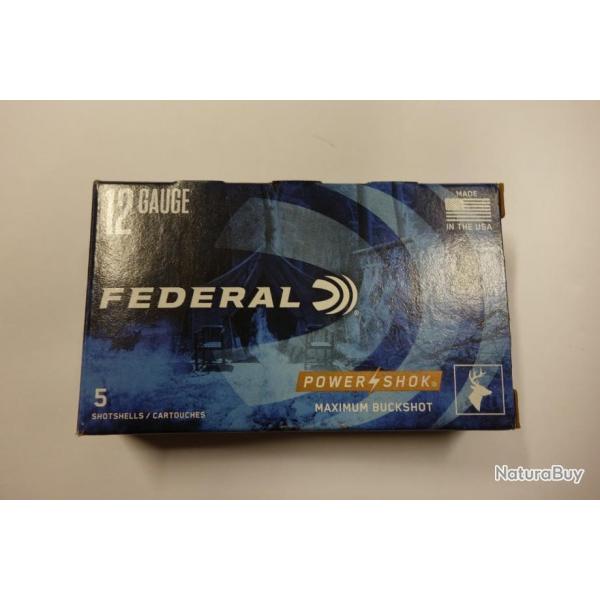 12 GAUGE
MADE
IN THE USA
FEDERAL®
5
SHOTSHELLS / CARTOUCHES
POWER SHOK®
MAXIMUM BUCKSHOT
NaturaBuy